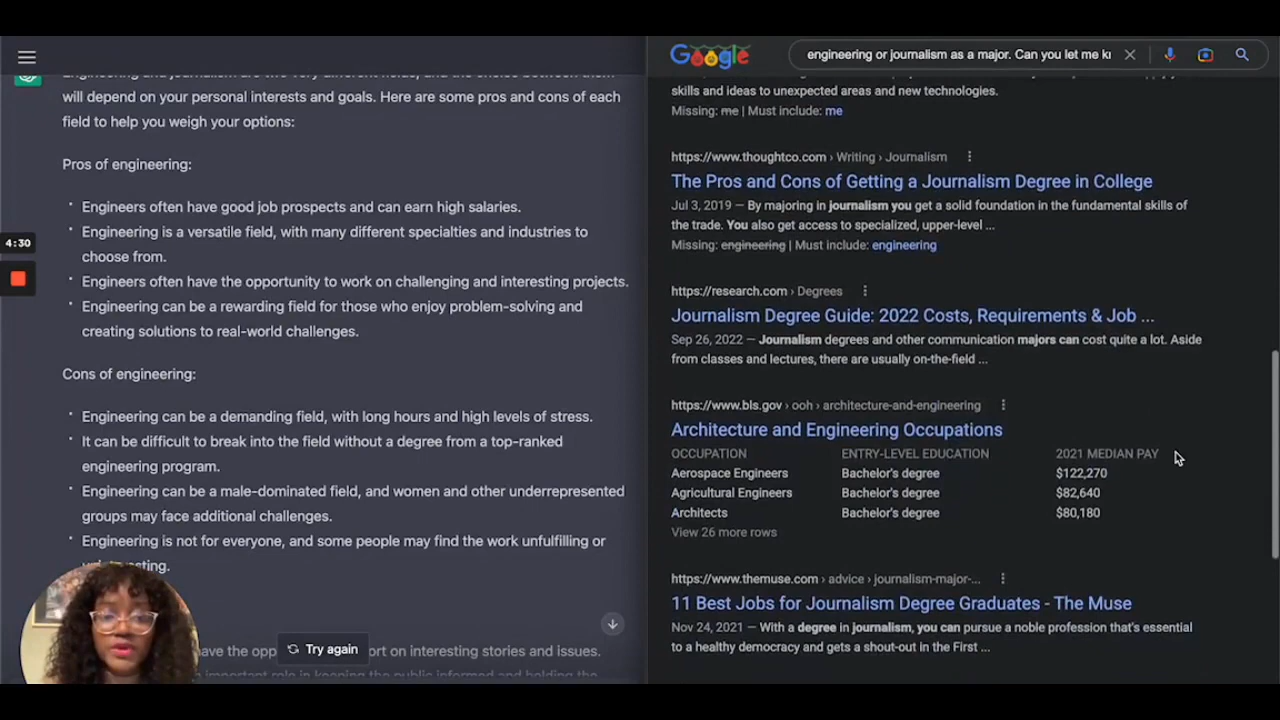 will depend on your personal interests and goals. Here are some pros and cons of each
field to help you weigh your options:
Pros of engineering:
Engineers often have good job prospects and can earn high salaries.
Engineering is a versatile field, with many different specialties and industries to
choose from.
Engineers often have the opportunity to work on challenging and interesting projects.
Engineering can be a rewarding field for those who enjoy problem-solving and
creating solutions to real-world challenges.
Cons of engineering:
Engineering can be a demanding field, with long hours and high levels of stress.
It can be difficult to break into the field without a degree from a top-ranked
engineering program.
Engineering can be a male-dominated field, and women and other underrepresented
groups may face additional challenges.
Engineering is not for everyone, and some people may find the work unfulfilling or
have the opp
ort on interesting stories and issues.
Try again
4:30
Google
engineering or journalism as a major. Can you let me k
skills and ideas to unexpected areas and new technologies.
Missing: me | Must include: me
https://www.thoughtco.com › Writing › Journalism
The Pros and Cons of Getting a Journalism Degree in College
Jul 3, 2019 — By majoring in journalism you get a solid foundation in the fundamental skills of
the trade. You also get access to specialized, upper-level ...
Missing: engineering | Must include: engineering
https://research.com › Degrees
Journalism Degree Guide: 2022 Costs, Requirements & Job ...
Sep 26, 2022 — Journalism degrees and other communication majors can cost quite a lot. Aside
from classes and lectures, there are usually on-the-field ...
https://www.bls.gov › ooh › architecture-and-engineering
Architecture and Engineering Occupations
OCCUPATION ENTRY-LEVEL EDUCATION 2021 MEDIAN PAY
Aerospace Engineers Bachelor's degree $122,270
Agricultural Engineers Bachelor's degree $82,640
Architects Bachelor's degree $80,180
View 26 more rows
https://www.themuse.com › advice › journalism-major-...
11 Best Jobs for Journalism Degree Graduates - The Muse
Nov 24, 2021 — With a degree in journalism, you can pursue a noble profession that's essential
to a healthy democracy and gets a shout-out in the First ...